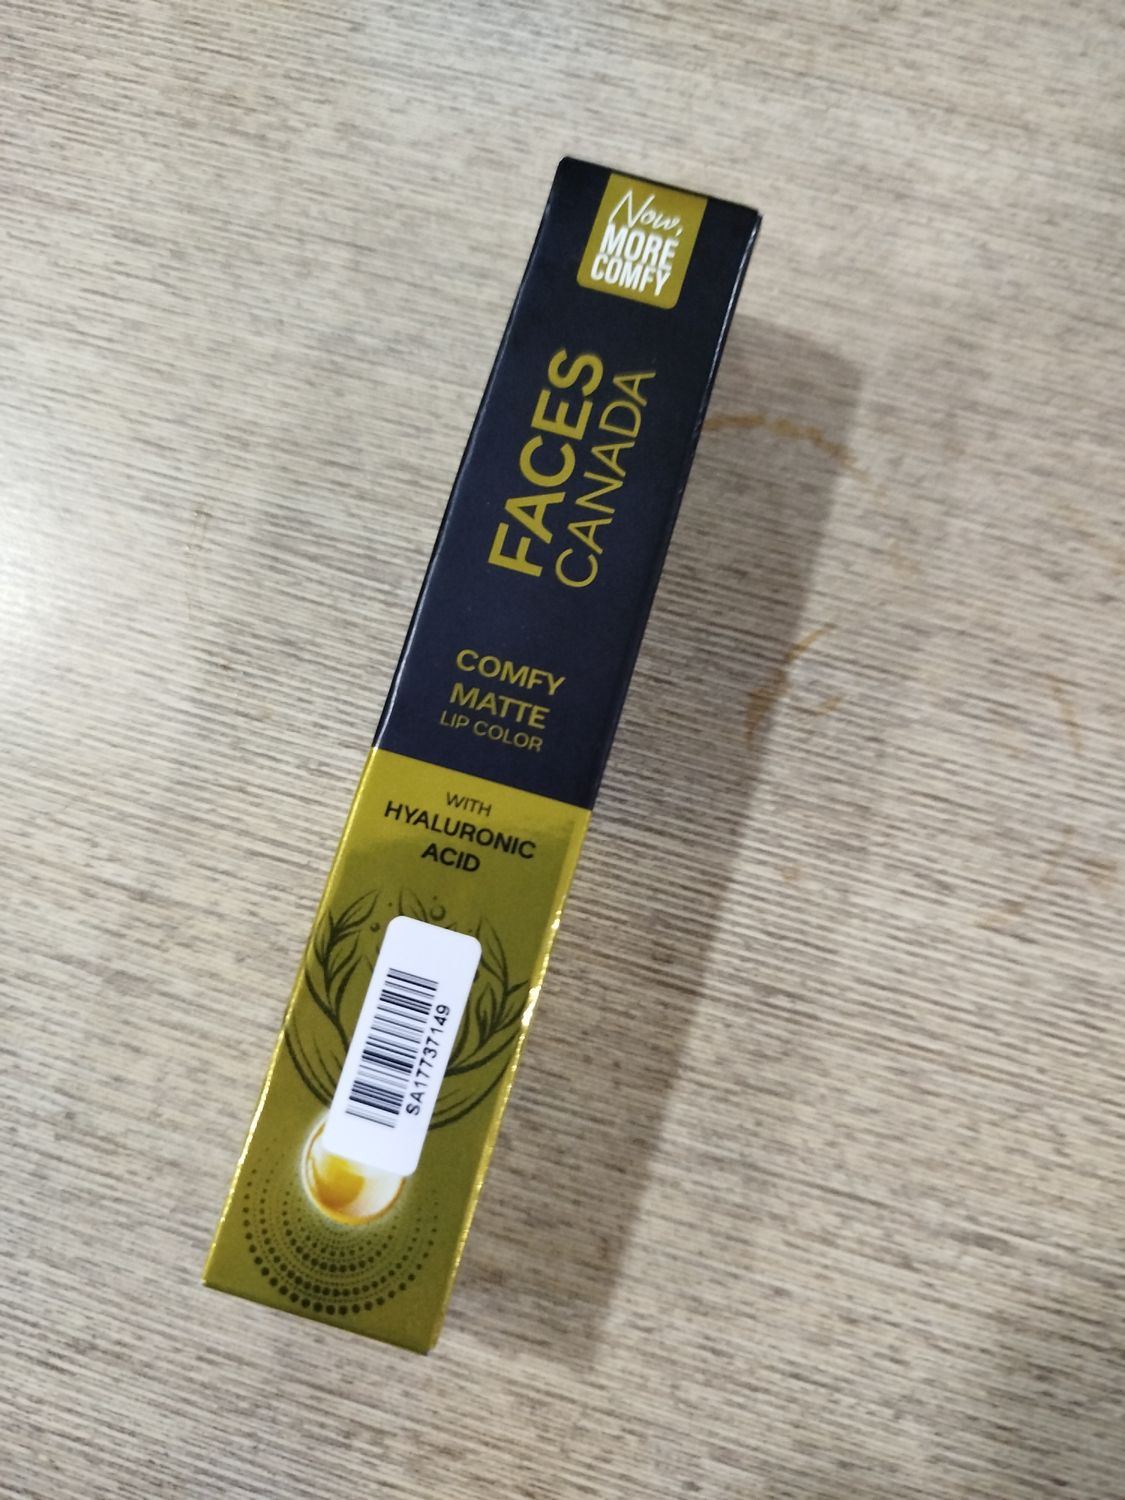 Now,
MORE
COMFY
FACES
CANADA
COMFY
MATTE
LIP COLOR
WITH
HYALURONIC
ACID
SA17737149